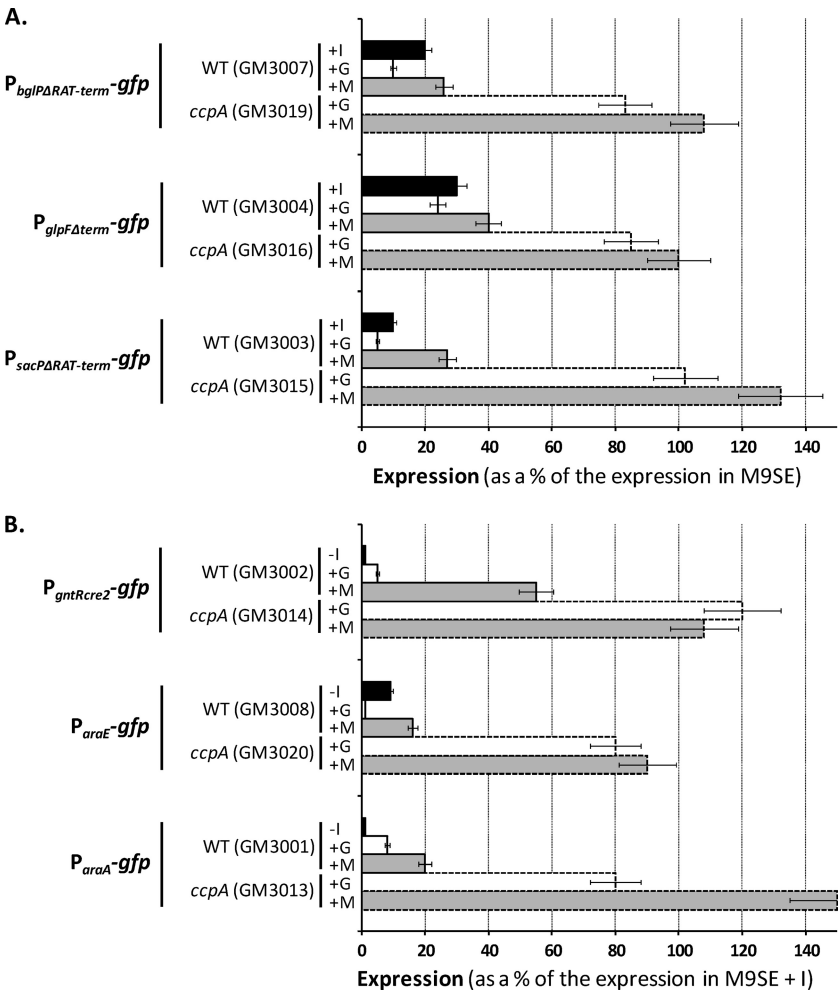 A.
PbglPΔRAT-term-gfp
WT (GM3007)
+I
+G
+M
ccpA (GM3019)
+G
+M
PglpFΔterm-gfp
WT (GM3004)
+I
+G
+M
ccpA (GM3016)
+G
+M
PsacPΔRAT-term-gfp
WT (GM3003)
+I
+G
+M
ccpA (GM3015)
+G
+M
0 20 40 60 80 100 120 140
Expression (as a % of the expression in M9SE)
B.
PgntRcre2-gfp
WT (GM3002)
-I
+G
+M
ccpA (GM3014)
+G
+M
ParaE-gfp
WT (GM3008)
-I
+G
+M
ccpA (GM3020)
+G
+M
ParaA-gfp
WT (GM3001)
-I
+G
+M
ccpA (GM3013)
+G
+M
0 20 40 60 80 100 120 140
Expression (as a % of the expression in M9SE + I)